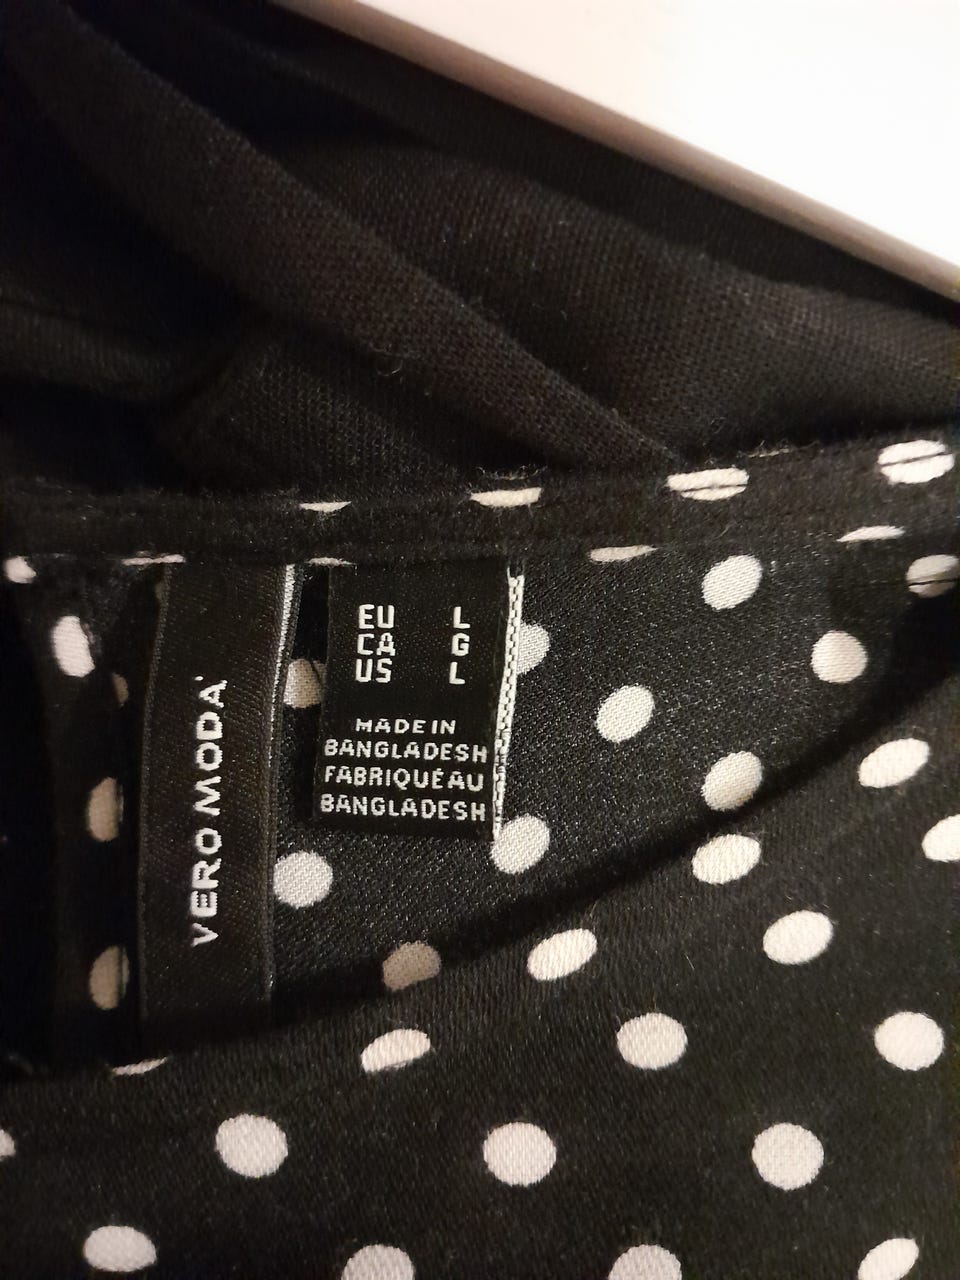 VERO MODA
EU L
CA G
US L
MADE IN
BANGLADESH
FABRIQUÉ AU
BANGLADESH